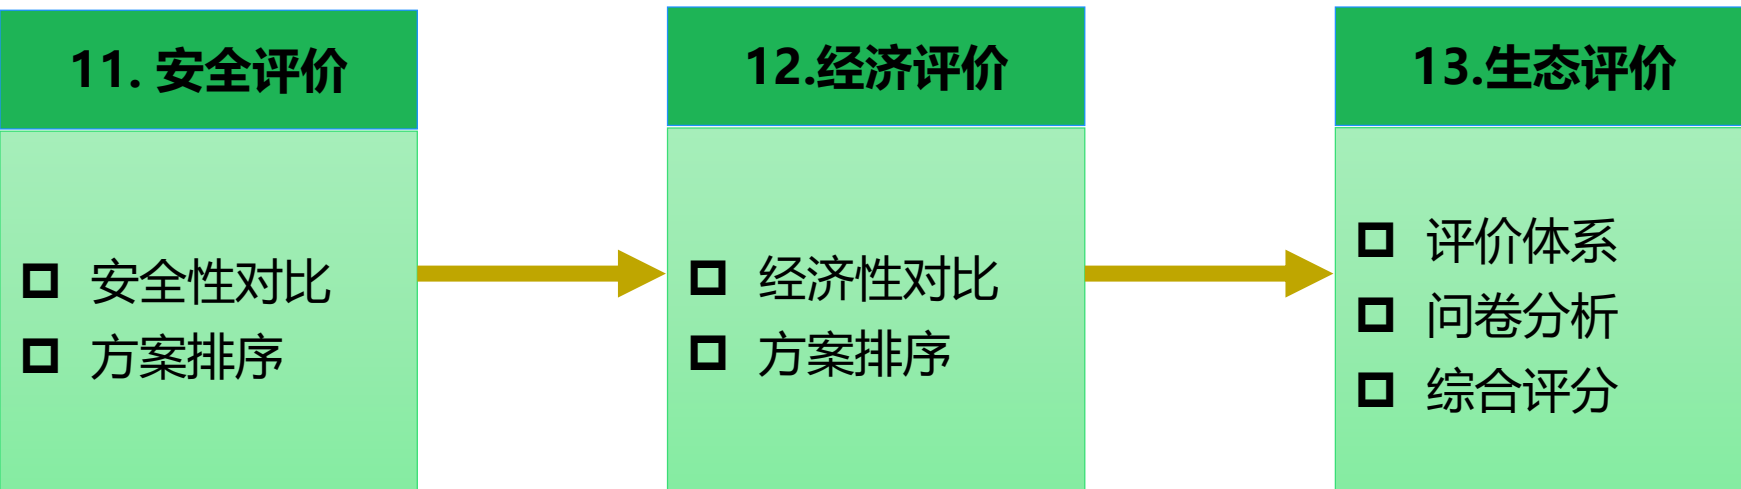 11. 安全评价
安全性对比
方案排序
12.经济评价
经济性对比
方案排序
13.生态评价
评价体系
问卷分析
综合评分